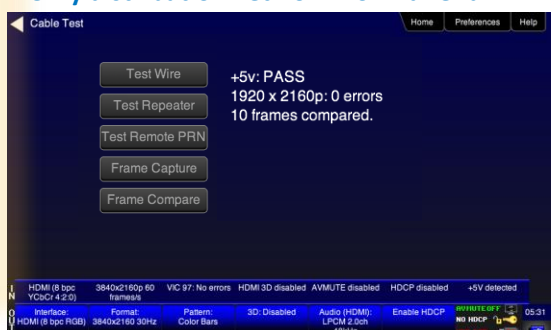 Cable Test
Home
Preferences
Help
Test Wire
Test Repeater
Test Remote PRN
Frame Capture
Frame Compare
+5v: PASS
1920 x 2160p: 0 errors
10 frames compared.
IN
HDMI (8 bpc
YCbCr 4:2:0)
3840x2160p 60
frames/s
VIC 97: No errors
HDMI 3D disabled
AVMUTE disabled
HDCP disabled
+5V detected
Interface:
HDMI (8 bpc RGB)
Format:
3840x2160 30Hz
Pattern:
Color Bars
3D: Disabled
Audio (HDMI):
LPCM 2.0ch
Enable HDCP
AVMUTE OFF
NO HDCP
05:31